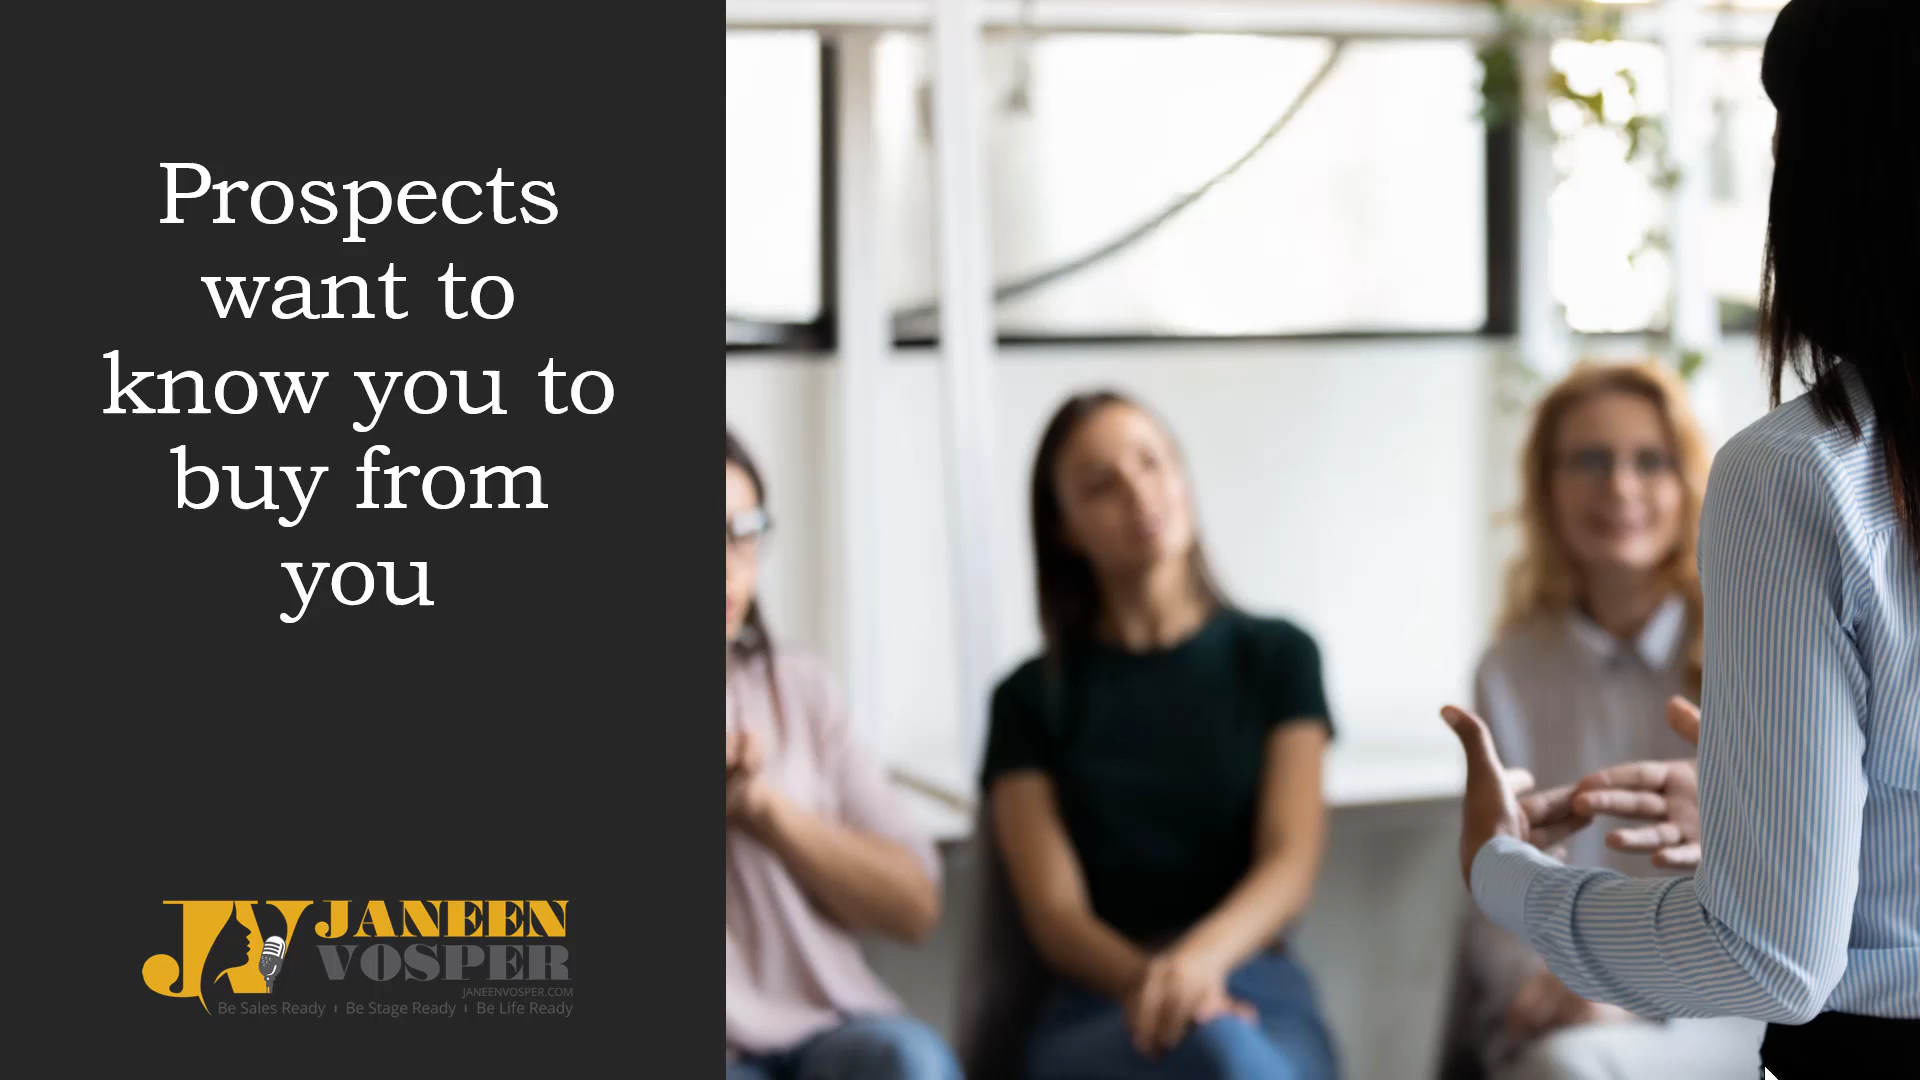 Prospects
want to
know you to
buy from
you
JV JANEEN
VOSPER
JANEENVOSPER.COM
Be Sales Ready ı Be Stage Ready ı Be Life Ready